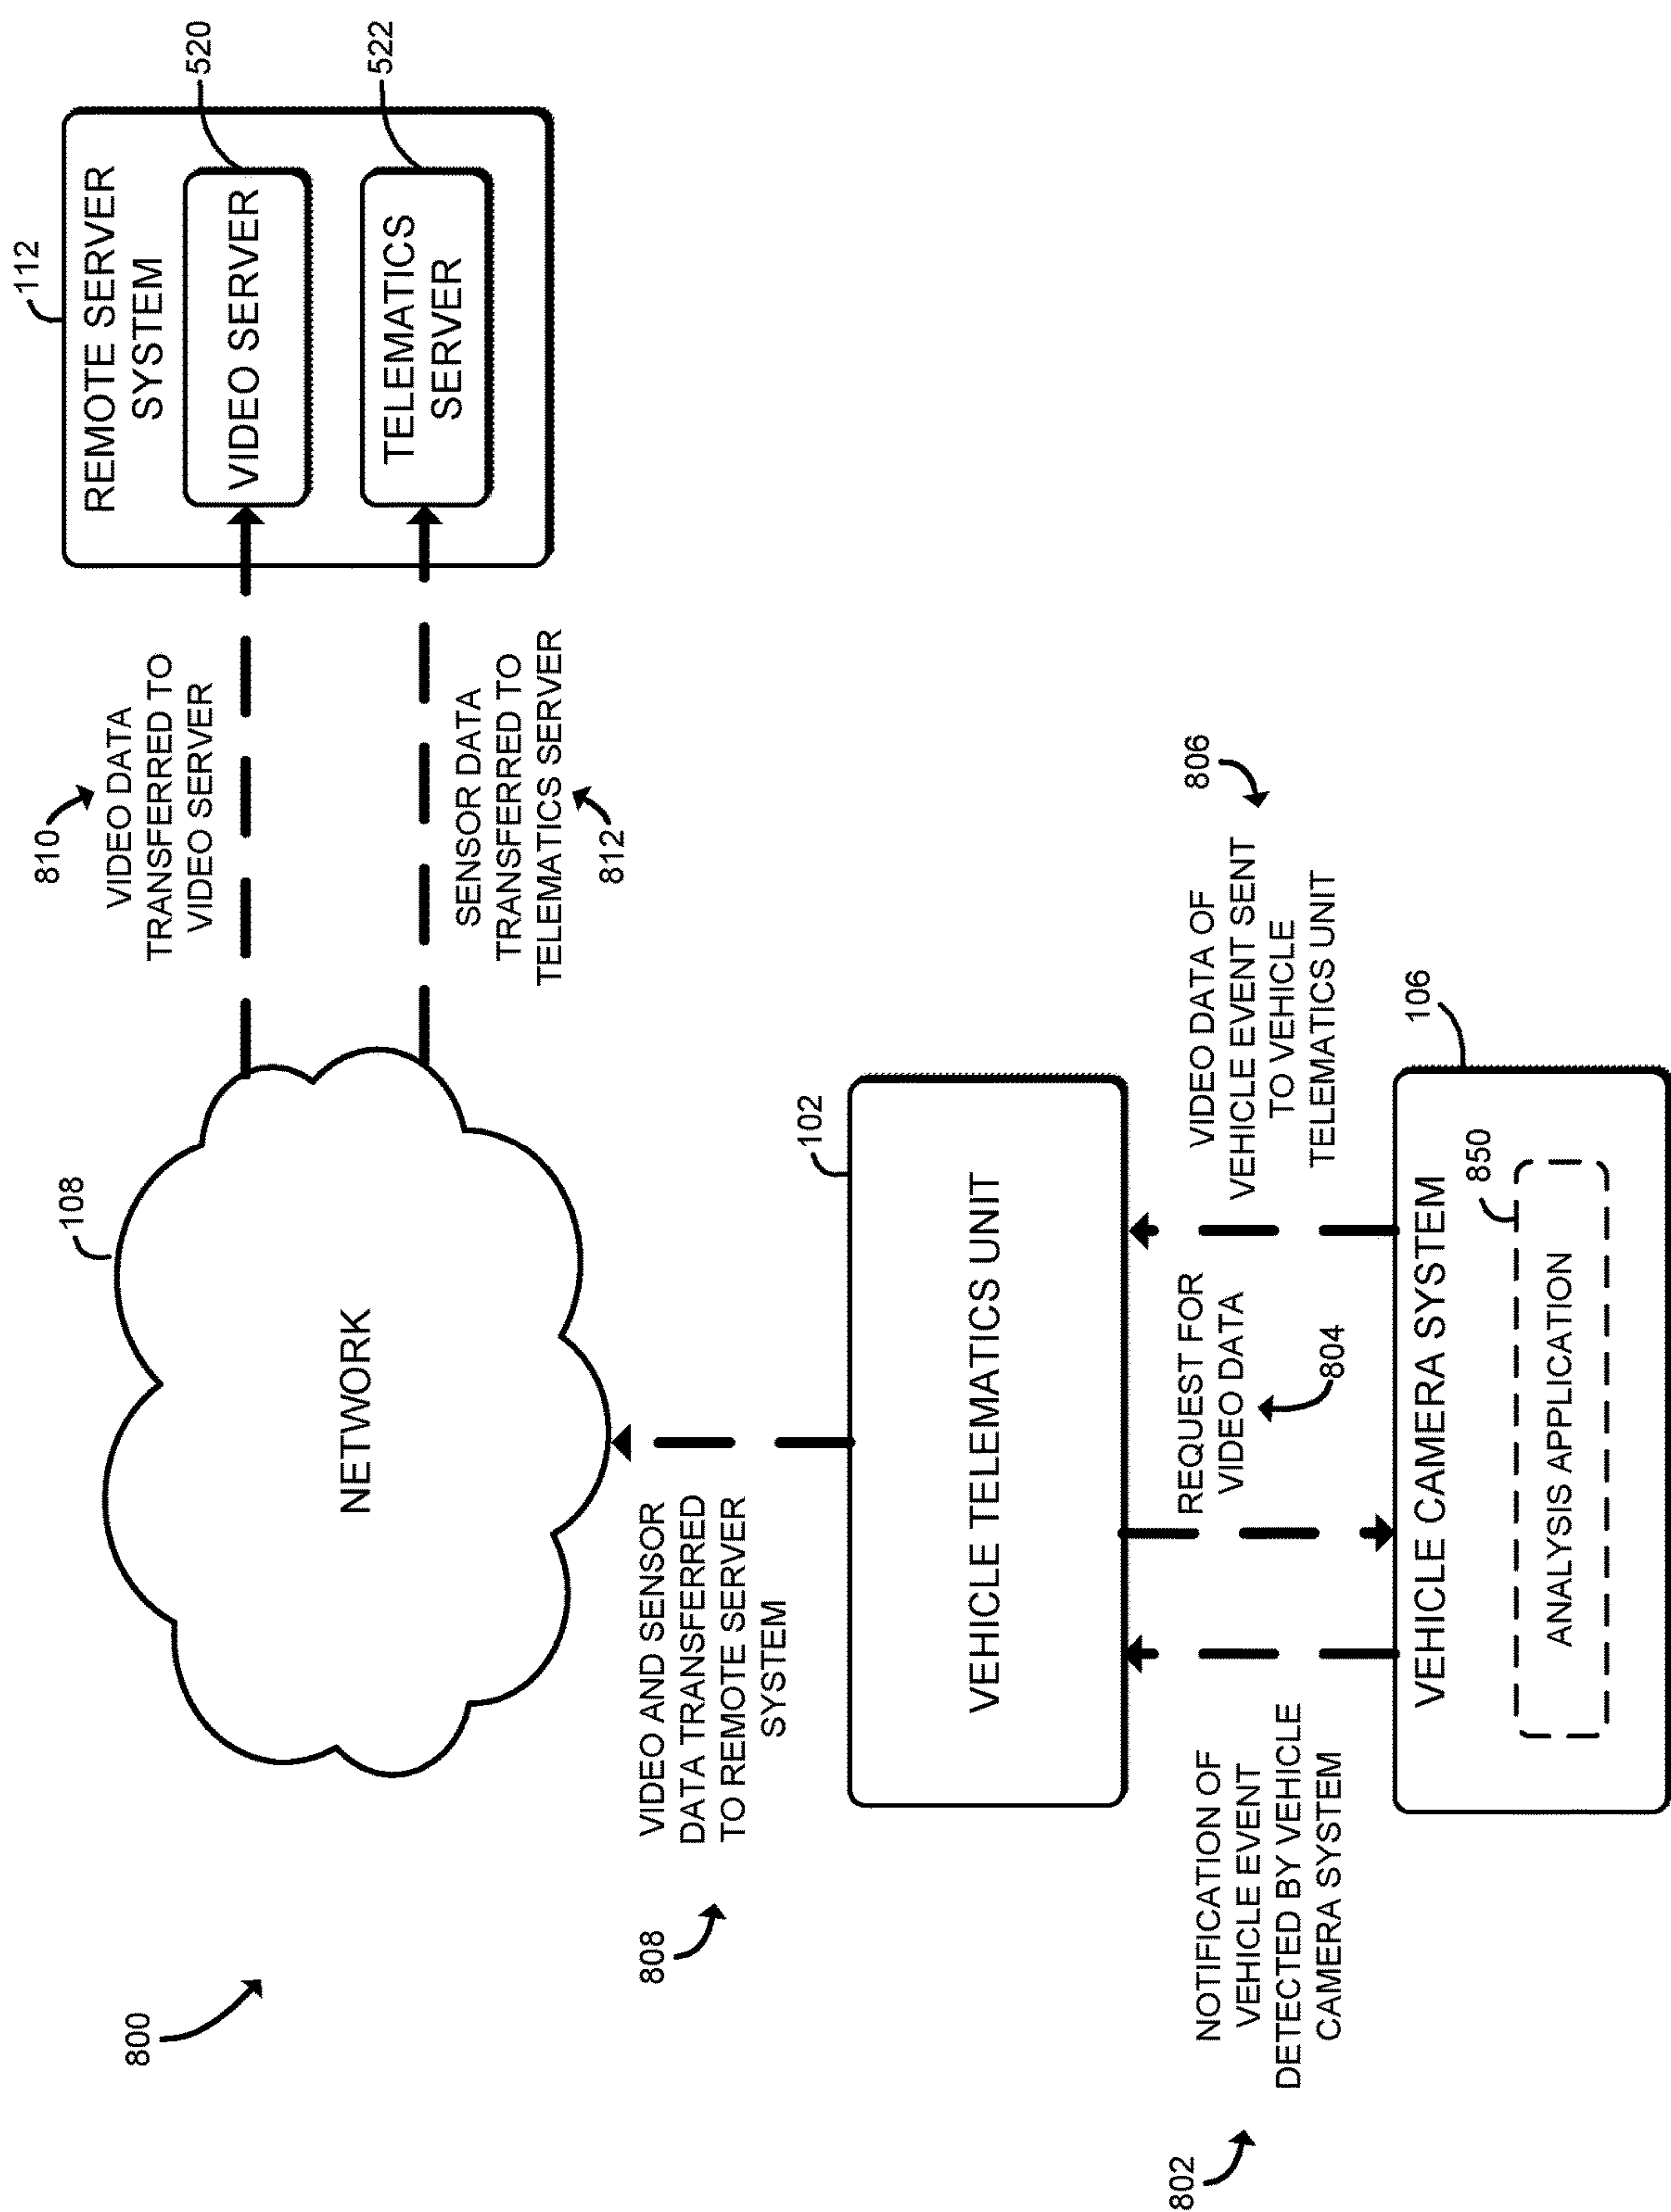 800
108
NETWORK
810
VIDEO DATA
TRANSFERRED TO
VIDEO SERVER
SENSOR DATA
TRANSFERRED TO
TELEMATICS SERVER
812
112
REMOTE SERVER
SYSTEM
VIDEO SERVER
520
TELEMATICS
SERVER
522
808
VIDEO AND SENSOR
DATA TRANSFERRED
TO REMOTE SERVER
SYSTEM
102
VEHICLE TELEMATICS UNIT
802
NOTIFICATION OF
VEHICLE EVENT
DETECTED BY VEHICLE
CAMERA SYSTEM
REQUEST FOR
VIDEO DATA
804
806
VIDEO DATA OF
VEHICLE EVENT SENT
TO VEHICLE
TELEMATICS UNIT
106
VEHICLE CAMERA SYSTEM
850
ANALYSIS APPLICATION